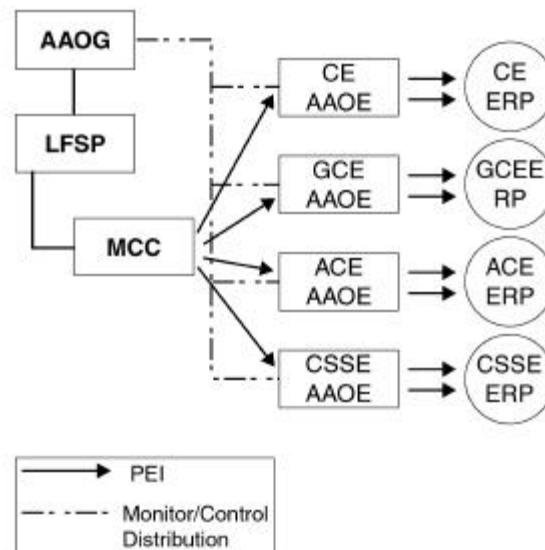 AAOG
LFSP
MCC
CE
AAOE
CE
ERP
GCE
AAOE
GCEE
RP
ACE
AAOE
ACE
ERP
CSSE
AAOE
CSSE
ERP
PEI
Monitor/Control
Distribution